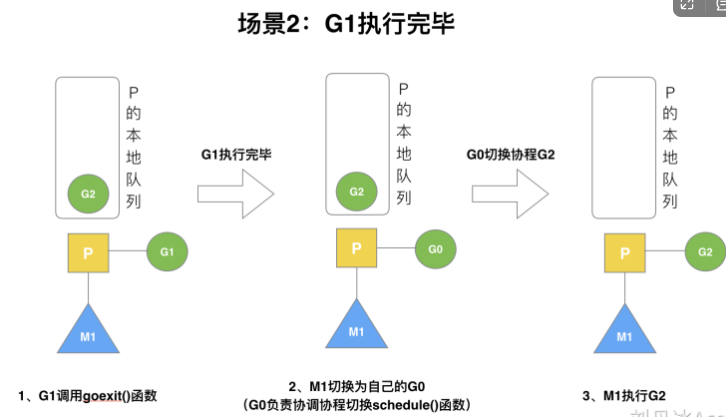 场景2：G1执行完毕
P的本地队列
G2
P
G1
M1
1、G1调用goexit()函数
G1执行完毕
P的本地队列
G2
P
G0
M1
2、M1切换为自己的G0
（G0负责协调协程切换schedule()函数）
G0切换协程G2
P的本地队列
P
G2
M1
3、M1执行G2